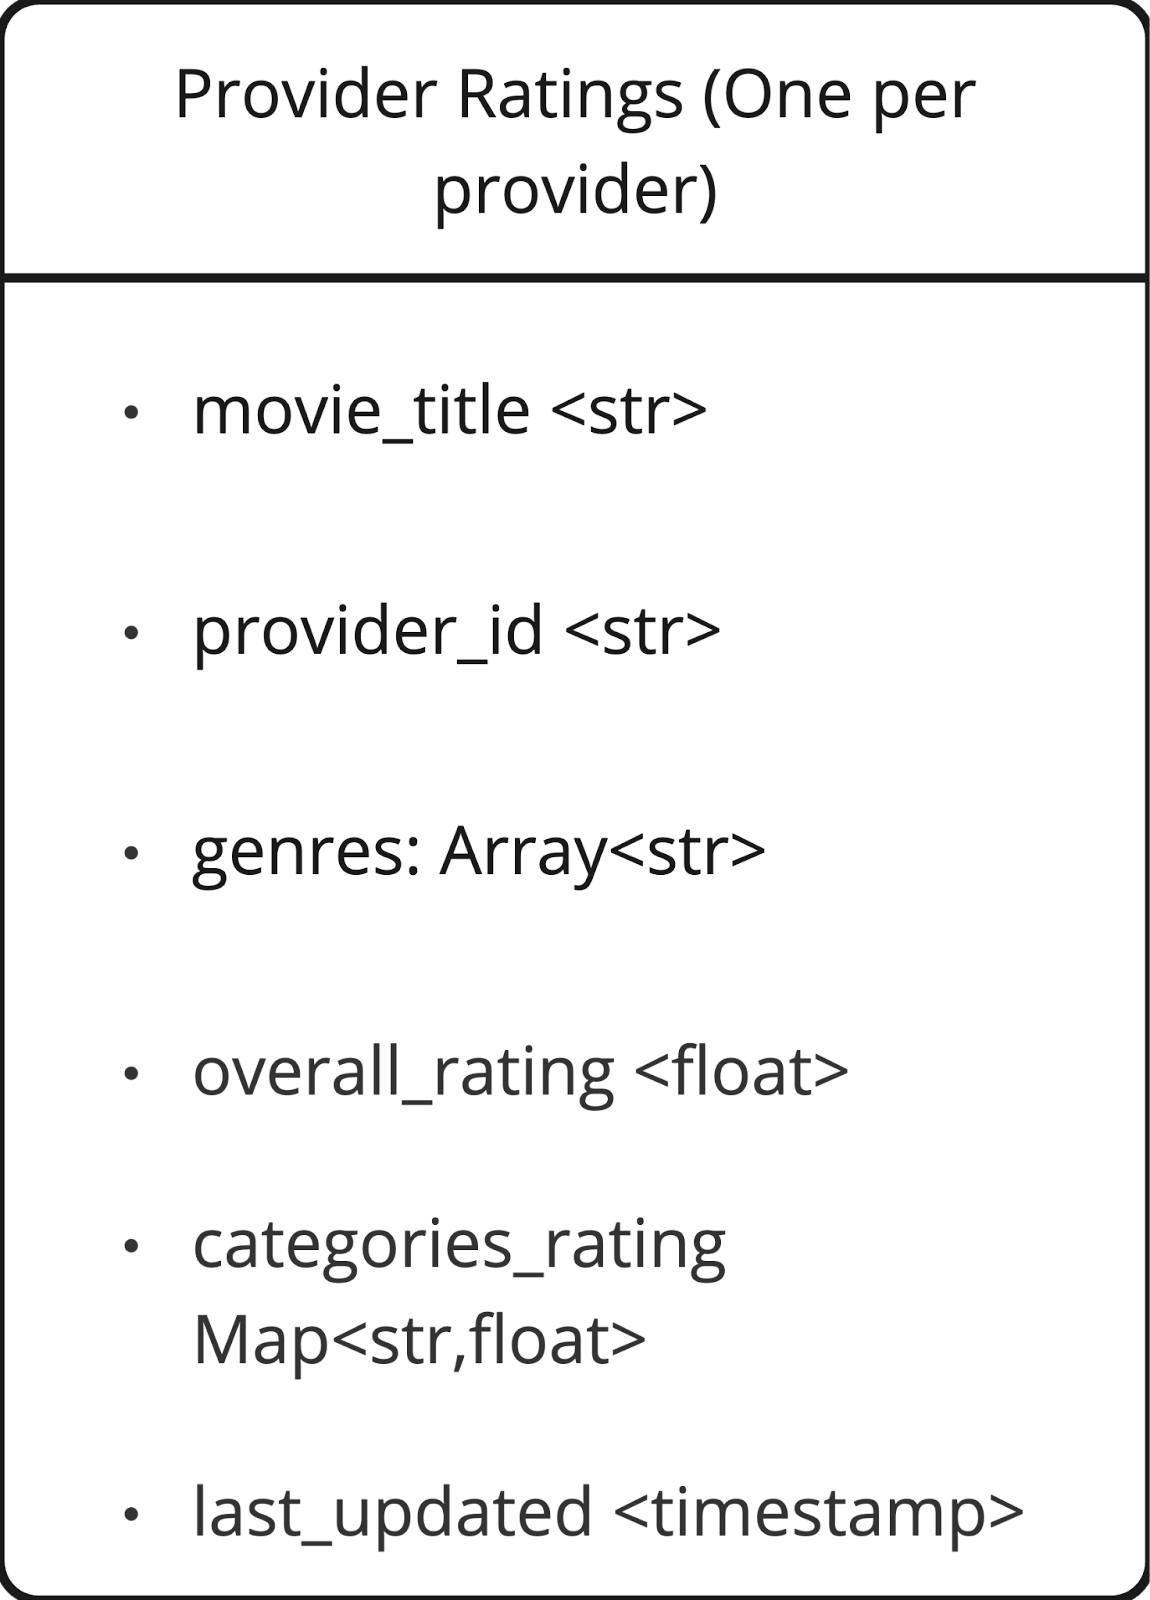 Provider Ratings (One per
provider)
• movie_title <str>
• provider_id <str>
• genres: Array<str>
• overall_rating <float>
• categories_rating
Map<str,float>
• last_updated <timestamp>